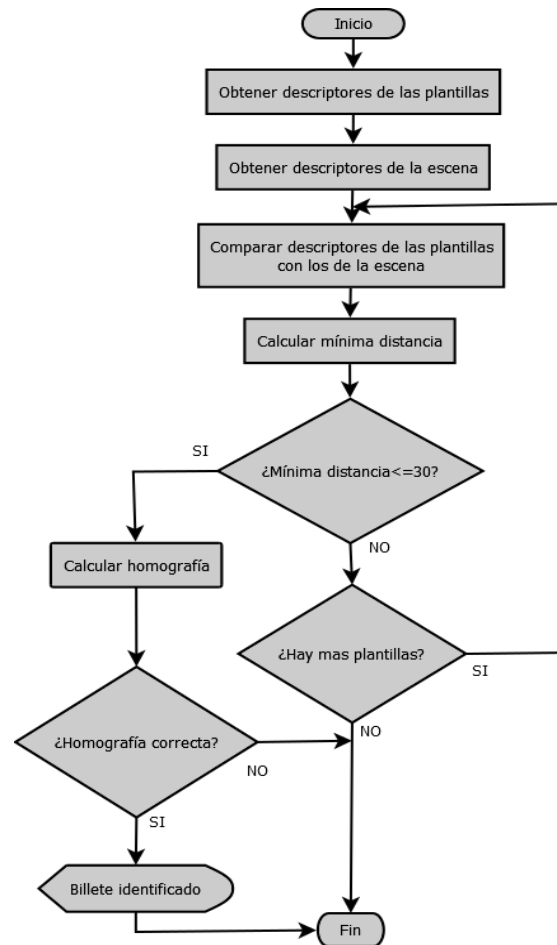 Inicio
Obtener descriptores de las plantillas
Obtener descriptores de la escena
Comparar descriptores de las plantillas
con los de la escena
Calcular mínima distancia
¿Mínima distancia<=30?
SI
NO
Calcular homografía
¿Hay mas plantillas?
SI
NO
¿Homografía correcta?
NO
SI
Billete identificado
Fin